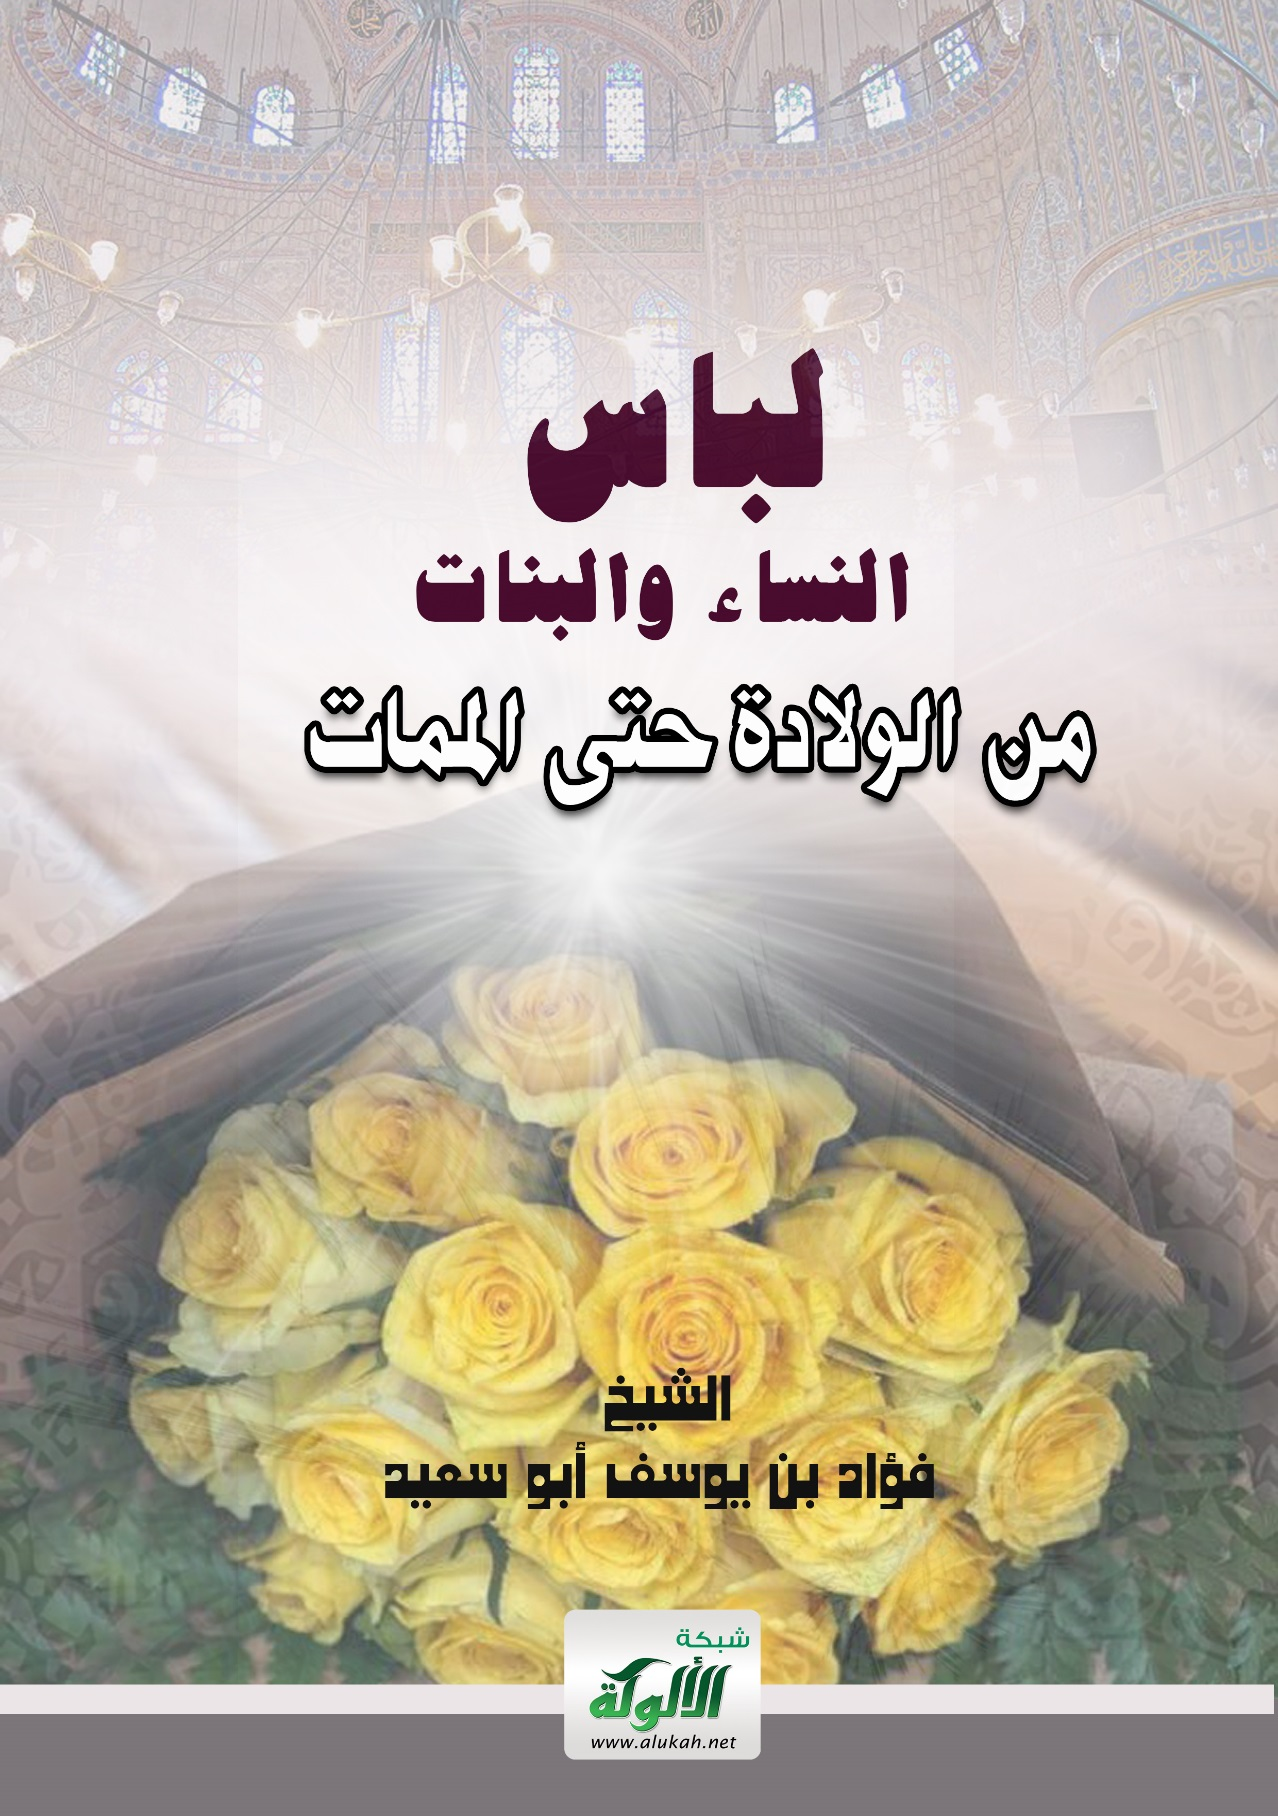 لباس
النساء والبنات
من الولادة حتى الممات
الشيخ
فؤاد بن يوسف أبو سعيد
شبكة
الألوكة
www.alukah.net